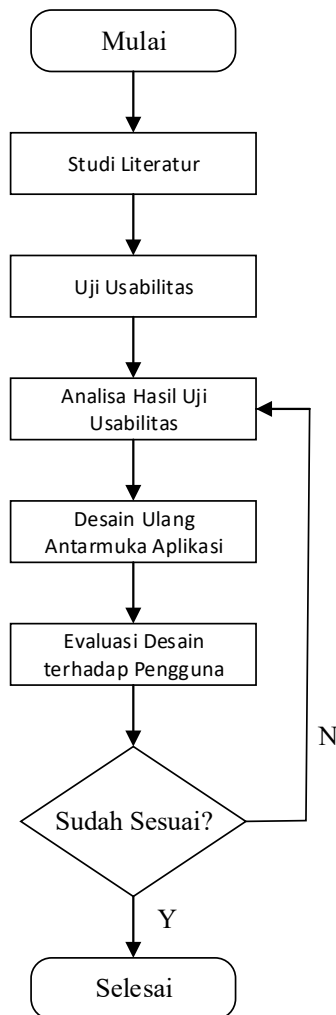 Mulai
Studi Literatur
Uji Usabilitas
Analisa Hasil Uji
Usabilitas
Desain Ulang
Antarmuka Aplikasi
Evaluasi Desain
terhadap Pengguna
N
Sudah Sesuai?
Y
Selesai